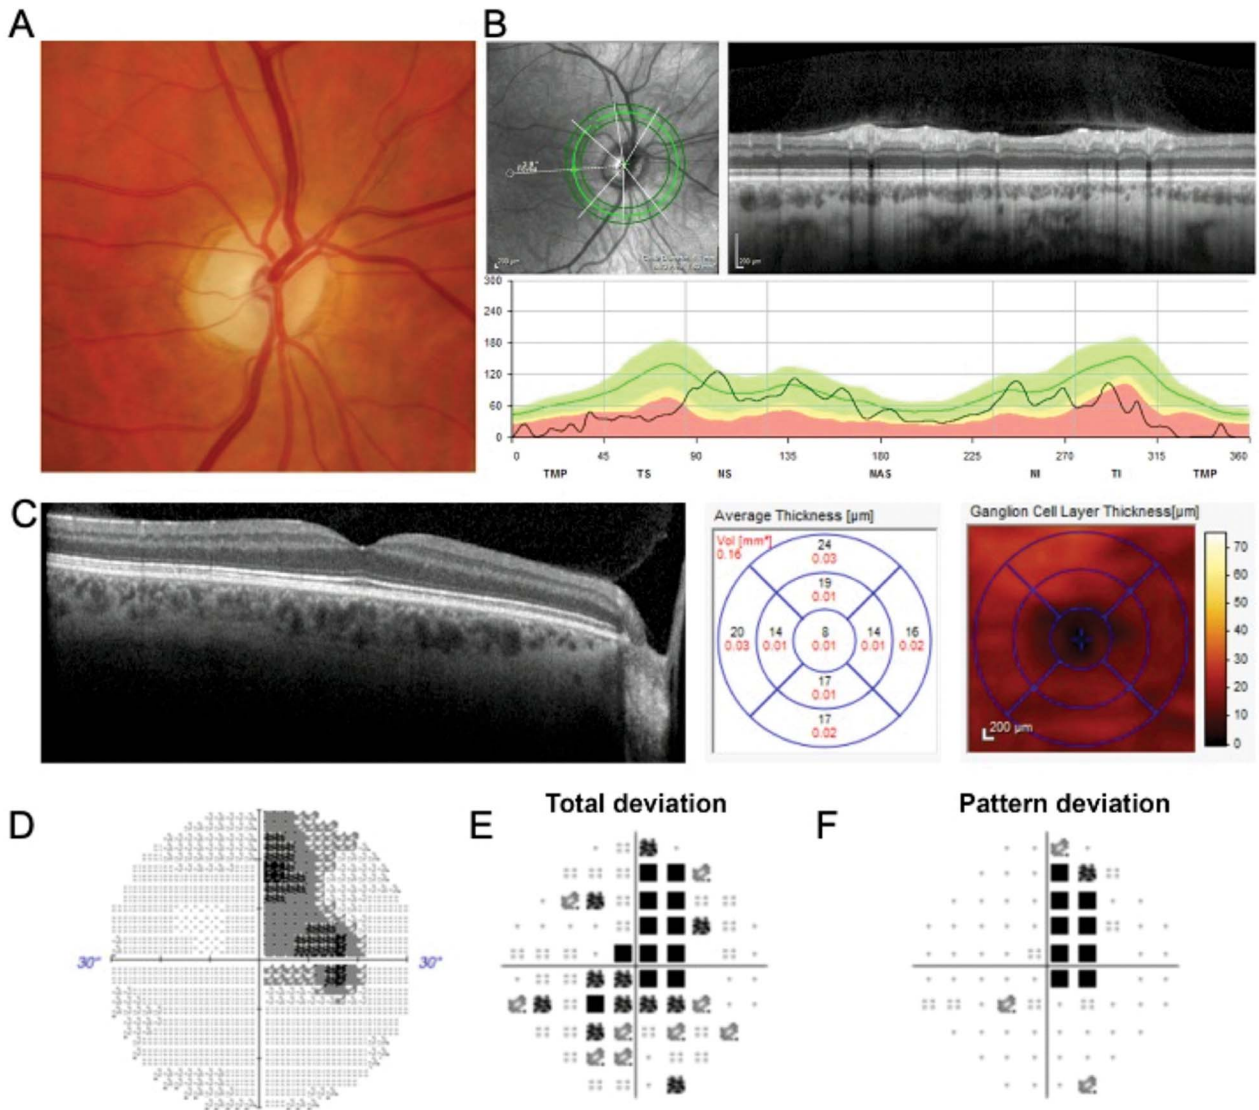 A
B
200 µm
200 µm
300
240
180
120
60
0
0 45 90 135 180 225 270 315 360
TMP TS NS NAS NI TI TMP
C
Average Thickness [µm]
Vol [mm³]
0.16
24
0.03
19
0.01
20 14 8 14 16
0.03 0.01 0.01 0.01 0.02
17
0.01
17
0.02
Ganglion Cell Layer Thickness[µm]
70
60
50
40
30
20
10
0
200 µm
D
30°
30°
E
Total deviation
F
Pattern deviation